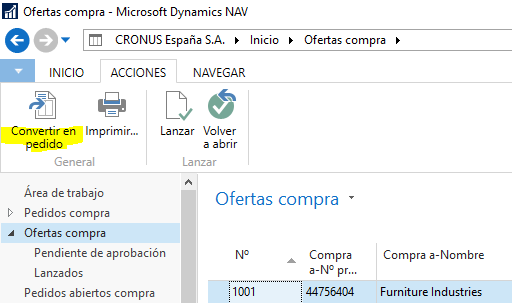 Ofertas compra - Microsoft Dynamics NAV
CRONUS España S.A.
Inicio
Ofertas compra
INICIO
ACCIONES
NAVEGAR
Convertir en
pedido
Imprimir...
Lanzar
Volver
a abrir
General
Lanzar
Área de trabajo
Pedidos compra
Ofertas compra
Pendiente de aprobación
Lanzados
Pedidos abiertos compra
Ofertas compra
Nº
Compra
a-Nº pr...
Compra a-Nombre
1001
44756404
Furniture Industries